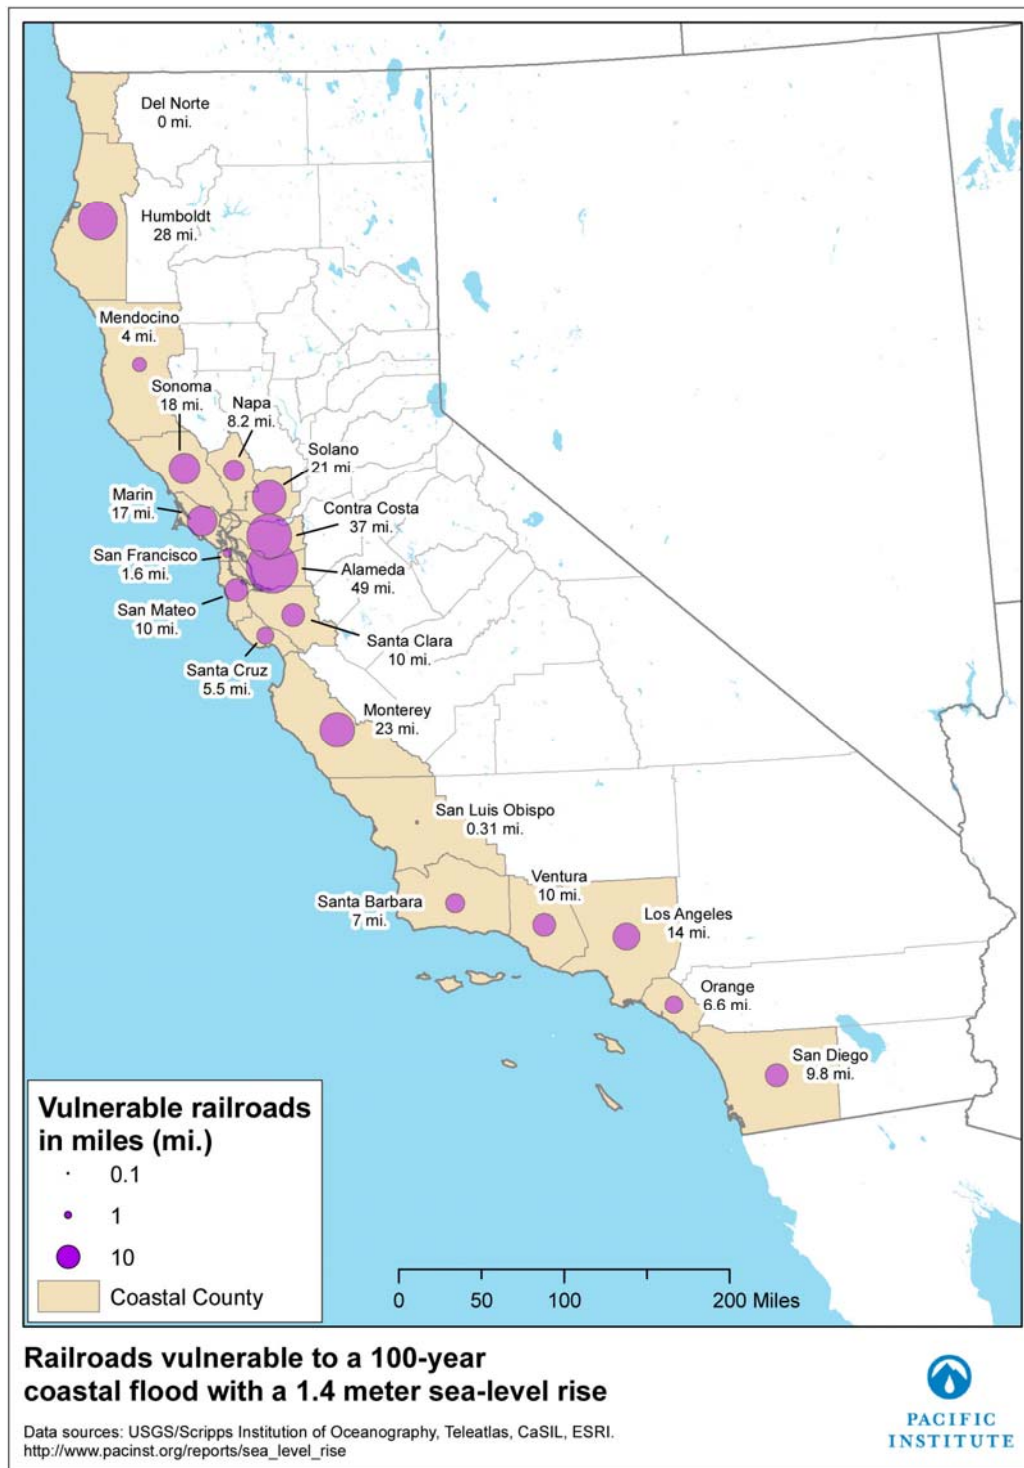 Del Norte
0 mi.
Humboldt
28 mi.
Mendocino
4 mi.
Sonoma
18 mi.
Napa
8.2 mi.
Solano
21 mi.
Marin
17 mi.
Contra Costa
37 mi.
San Francisco
1.6 mi.
Alameda
49 mi.
San Mateo
10 mi.
Santa Clara
10 mi.
Santa Cruz
5.5 mi.
Monterey
23 mi.
San Luis Obispo
0.31 mi.
Santa Barbara
7 mi.
Ventura
10 mi.
Los Angeles
14 mi.
Orange
6.6 mi.
San Diego
9.8 mi.
Vulnerable railroads
in miles (mi.)
0.1
1
10
Coastal County
0 50 100 200 Miles
Railroads vulnerable to a 100-year
coastal flood with a 1.4 meter sea-level rise
Data sources: USGS/Scripps Institution of Oceanography, Teleatlas, CaSIL, ESRI.
http://www.pacinst.org/reports/sea_level_rise
PACIFIC
INSTITUTE